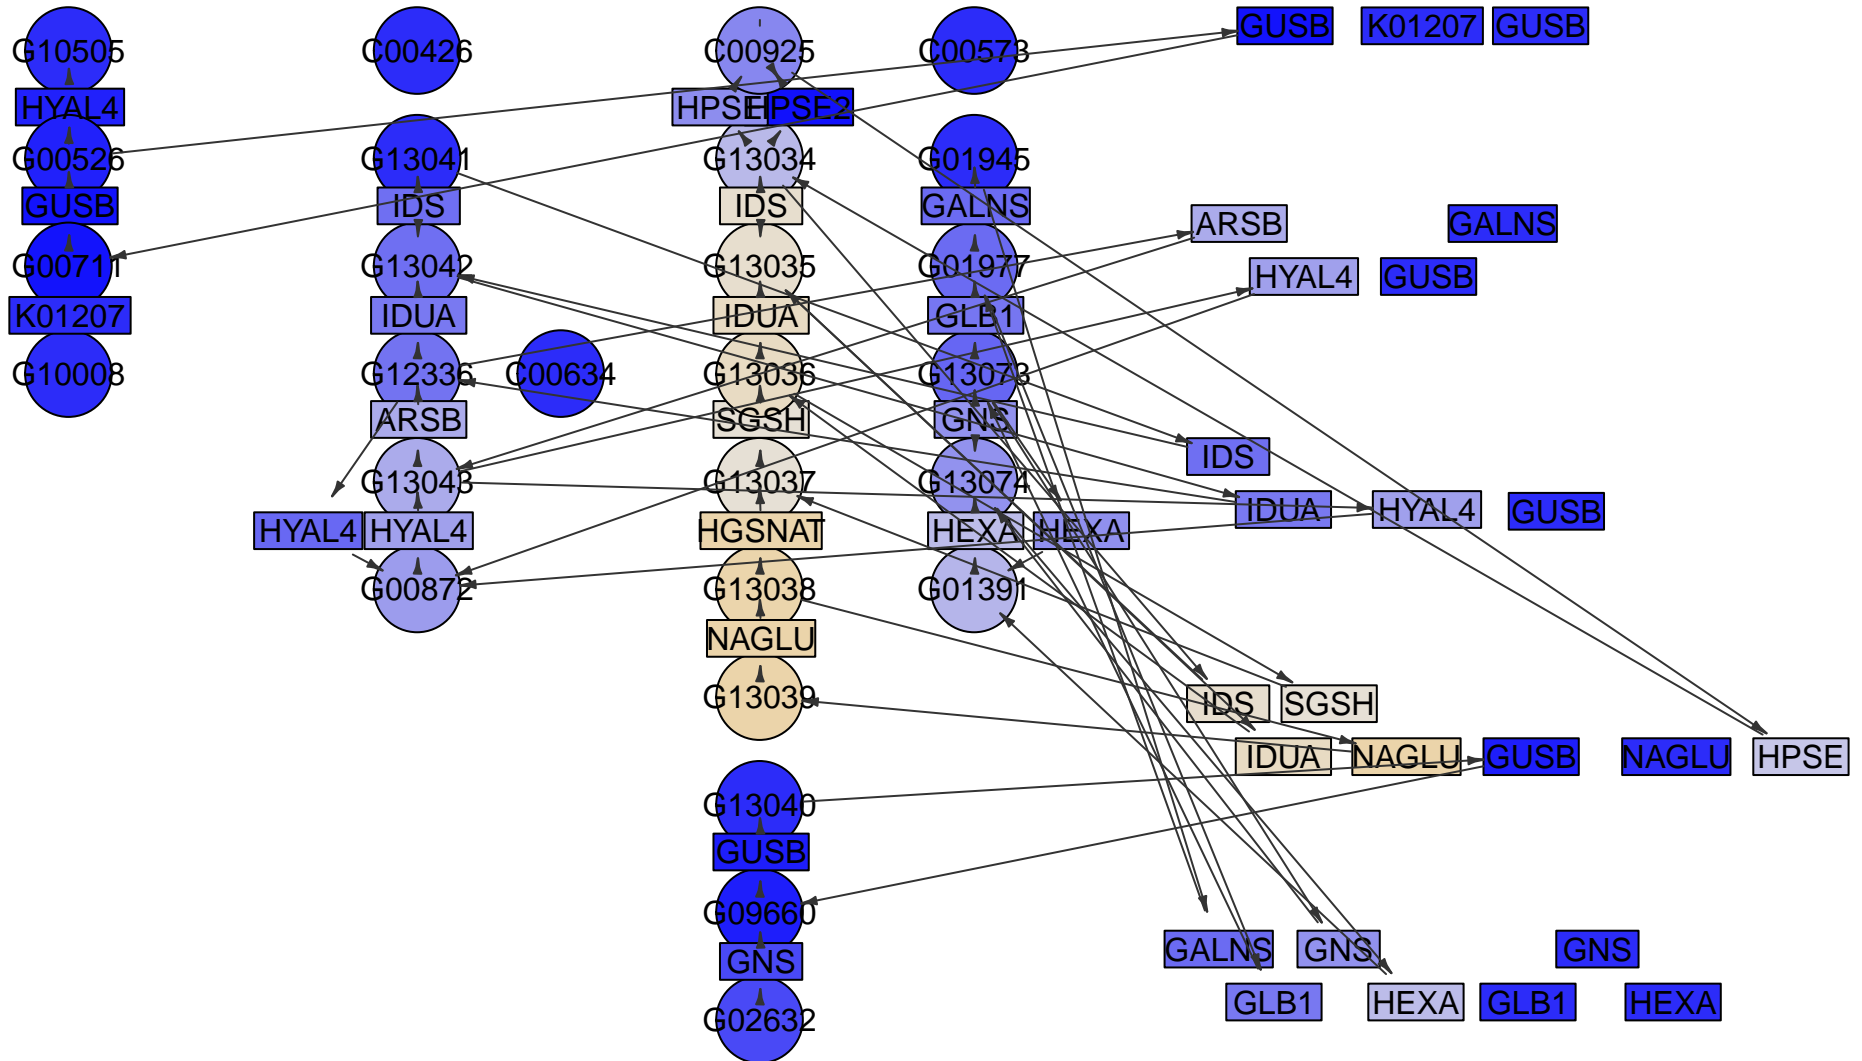 G10505 C00426 C00925 C00573 GUSB K01207 GUSB
HYAL4 HPSE HPSE2
G00526 G13041 G13034 G01945
GUSB IDS IDS GALNS ARSB GALNS
G00711 G13042 G13035 G01977 HYAL4 GUSB
K01207 IDUA IDUA GLB1
G10008 G12336 C00634 G13036 G13073
ARSB SGSH GNS IDS
G13043 G13037 G13074 IDUA HYAL4 GUSB
HYAL4 HYAL4 HGSNAT HEXA HEXA
G00872 G13038 G01391
NAGLU
G13039 IDS SGSH
IDUA NAGLU GUSB NAGLU HPSE
G13040
GUSB
G09660
GNS GALNS GNS GNS
G02632 GLB1 HEXA GLB1 HEXA